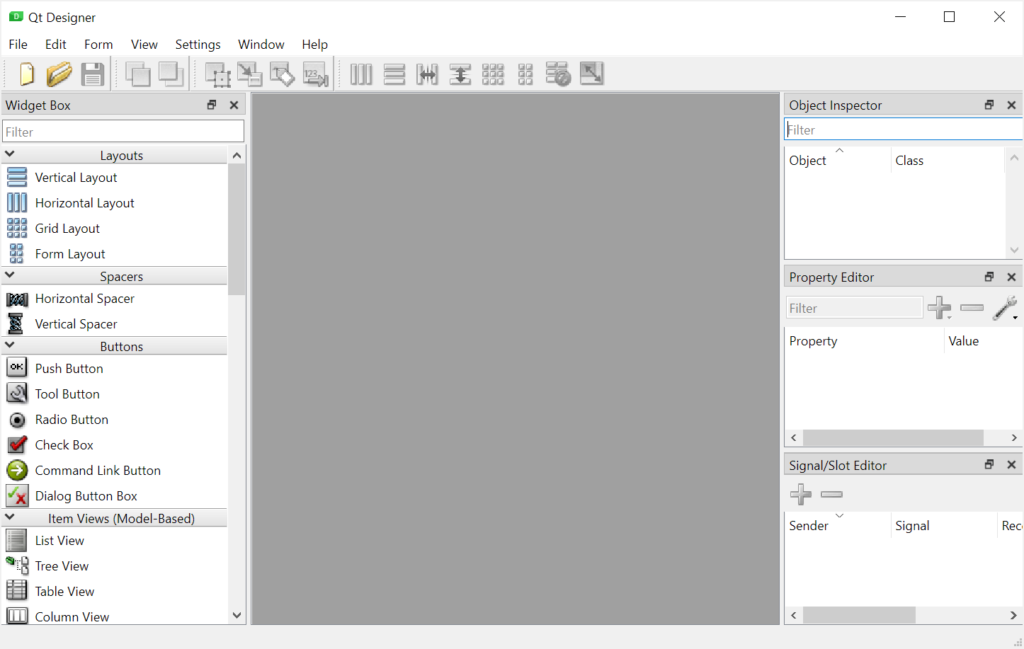 Qt Designer
File Edit Form View Settings Window Help
Widget Box
Filter
Layouts
Vertical Layout
Horizontal Layout
Grid Layout
Form Layout
Spacers
Horizontal Spacer
Vertical Spacer
Buttons
OK
Push Button
Tool Button
Radio Button
Check Box
Command Link Button
Dialog Button Box
Item Views (Model-Based)
List View
Tree View
Table View
Column View
Object Inspector
Filter
Object Class
Property Editor
Filter
Property Value
Signal/Slot Editor
Sender Signal Rec
123